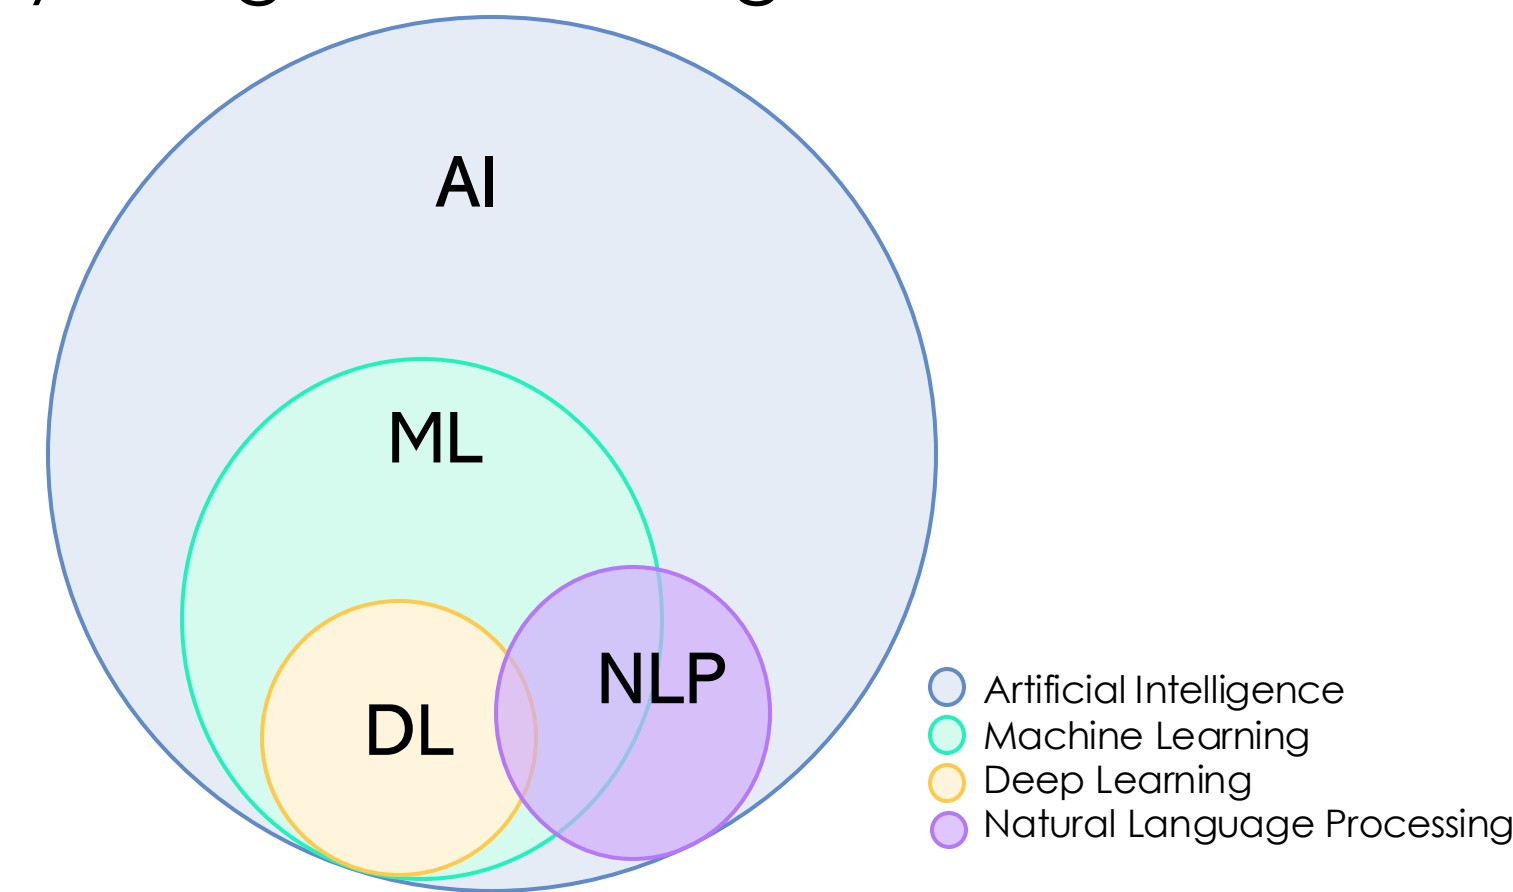 AI
ML
NLP
DL
Artificial Intelligence
Machine Learning
Deep Learning
Natural Language Processing